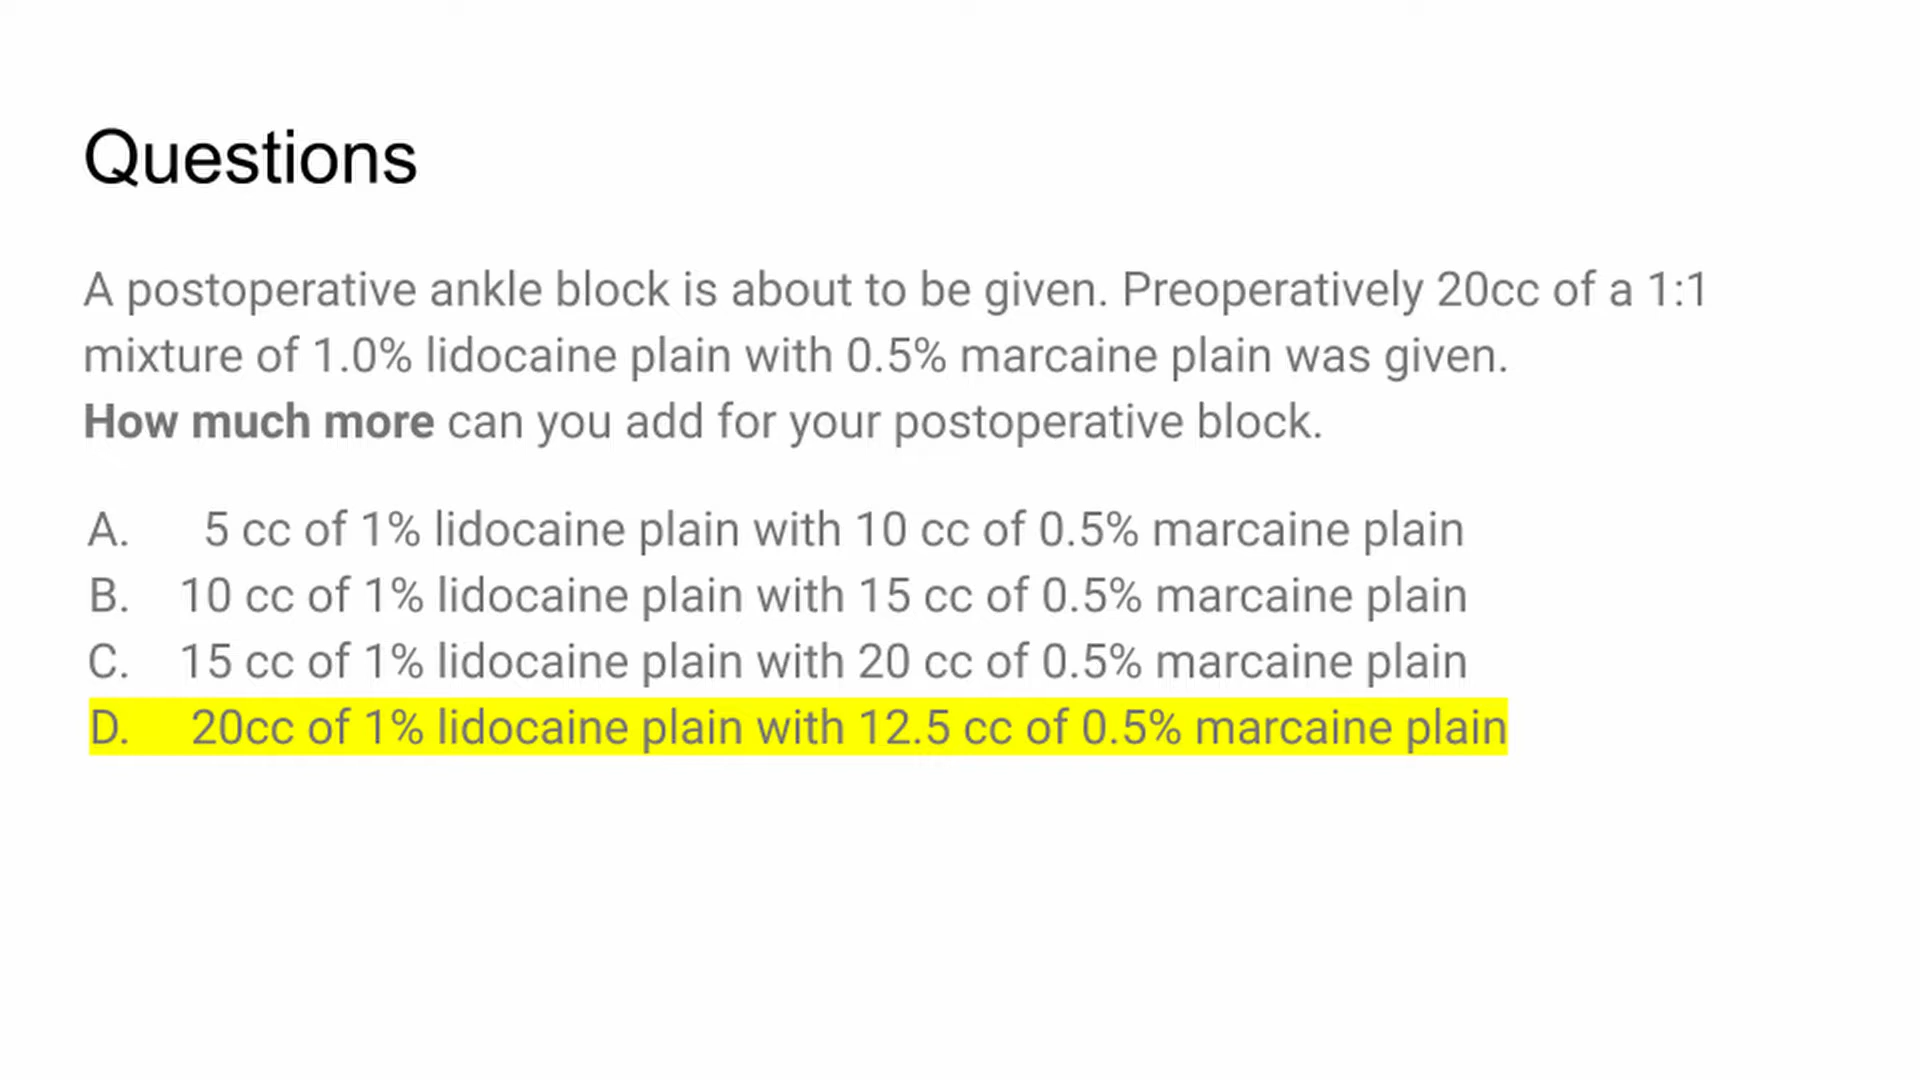 Questions
A postoperative ankle block is about to be given. Preoperatively 20cc of a 1:1
mixture of 1.0% lidocaine plain with 0.5% marcaine plain was given.
How much more can you add for your postoperative block.
A. 5 cc of 1% lidocaine plain with 10 cc of 0.5% marcaine plain
B. 10 cc of 1% lidocaine plain with 15 cc of 0.5% marcaine plain
C. 15 cc of 1% lidocaine plain with 20 cc of 0.5% marcaine plain
D. 20cc of 1% lidocaine plain with 12.5 cc of 0.5% marcaine plain